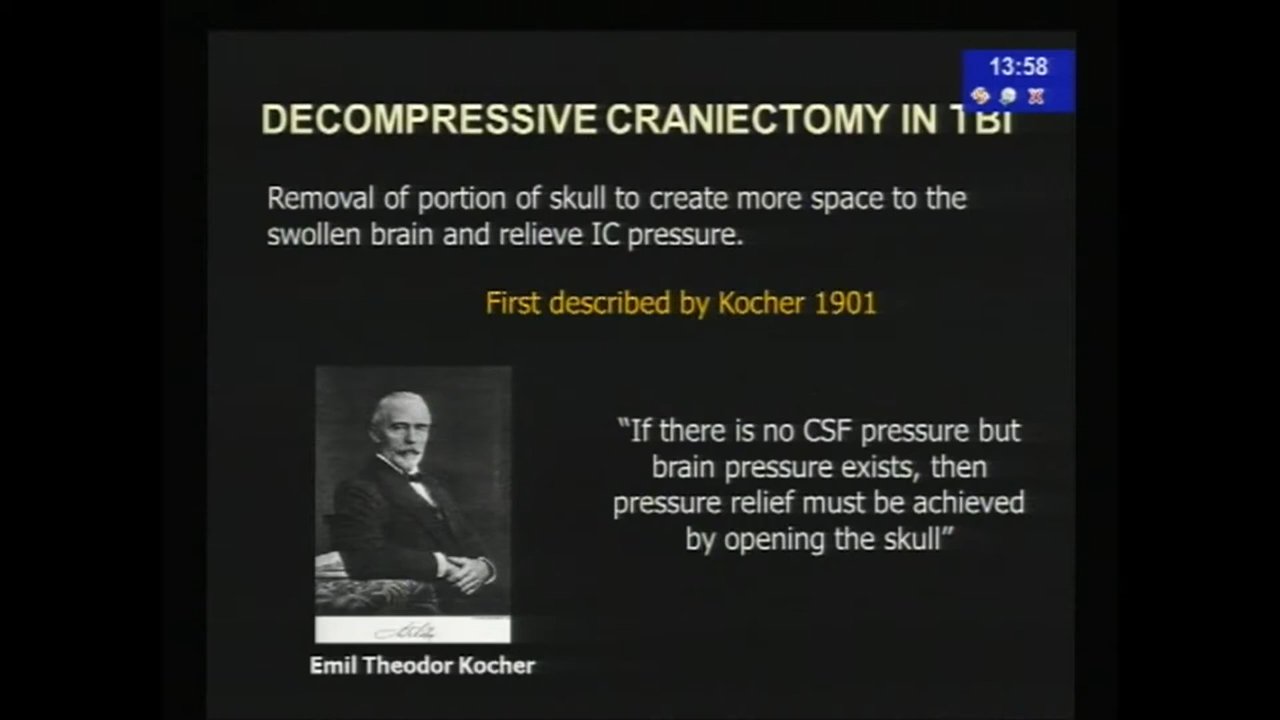 13:58
DECOMPRESSIVE CRANIECTOMY IN TBI
Removal of portion of skull to create more space to the
swollen brain and relieve IC pressure.
First described by Kocher 1901
“If there is no CSF pressure but
brain pressure exists, then
pressure relief must be achieved
by opening the skull”
Emil Theodor Kocher